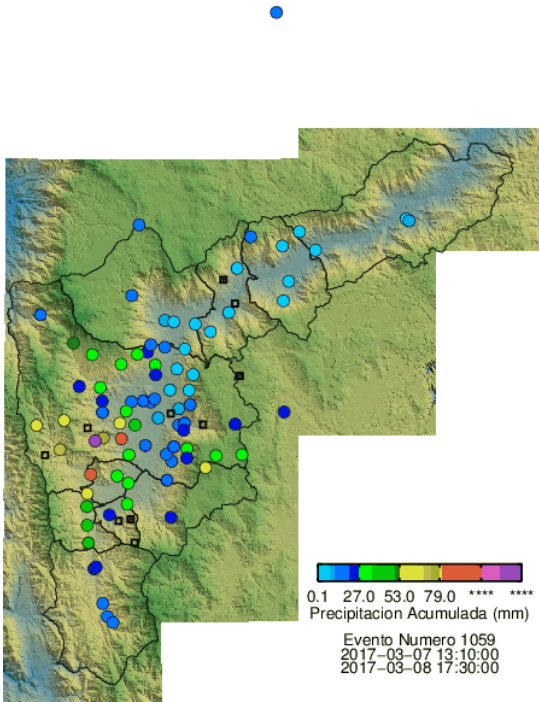 0.1 27.0 53.0 79.0 **** ****
Precipitacion Acumulada (mm)
Evento Numero 1059
2017-03-07 13:10:00
2017-03-08 17:30:00